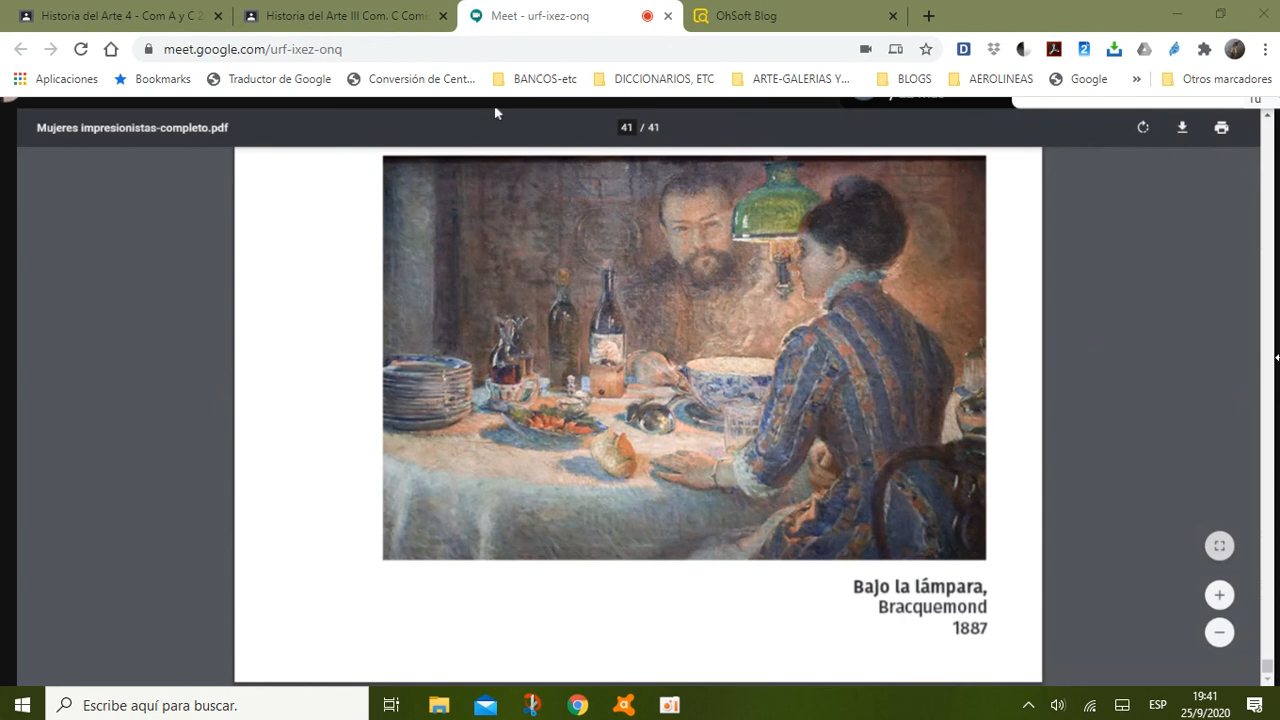 Historia del Arte 4 - Com A y C 2
Historia del Arte III Com. C Come
Meet - urf-ixez-onq
OhSoft Blog
meet.google.com/urf-ixez-onq
Aplicaciones
Bookmarks
Traductor de Google
Conversión de Gent...
BANCOS-etc
DICCIONARIOS, ETC
ARTE-GALERIAS Y...
BLOGS
AEROLINEAS
Google
»
Otros marcadores
Mujeres impresionistas-completo.pdf
41 / 41
Bajo la lámpara,
Bracquemond
1887
Escribe aquí para buscar.
ESP
19:41
25/9/2020